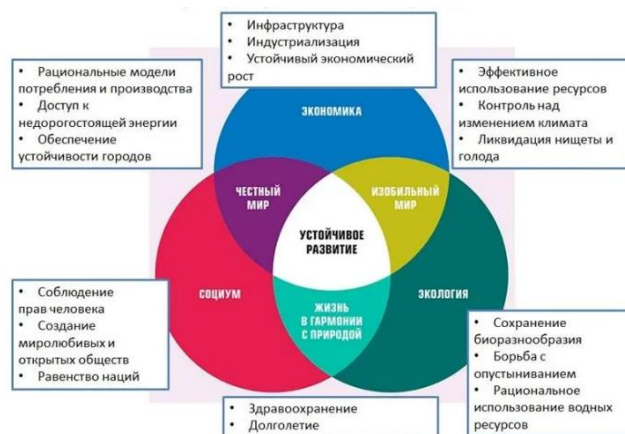 • Инфраструктура
• Индустриализация
• Устойчивый экономический
рост
• Рациональные модели
потребления и производства
• Доступ к
недорогостоящей энергии
• Обеспечение
устойчивости городов
• Эффективное
использование ресурсов
• Контроль над
изменением климата
• Ликвидация нищеты и
голода
ЭКОНОМИКА
ЧЕСТНЫЙ
МИР
ИЗОБИЛЬНЫЙ
МИР
УСТОЙЧИВОЕ
РАЗВИТИЕ
СОЦИУМ
ЭКОЛОГИЯ
ЖИЗНЬ
В ГАРМОНИИ
С ПРИРОДОЙ
• Соблюдение
прав человека
• Создание
миролюбивых и
открытых обществ
• Равенство наций
• Сохранение
биоразнообразия
• Борьба с
опустыниванием
• Рациональное
использование водных
ресурсов
• Здравоохранение
• Долголетие